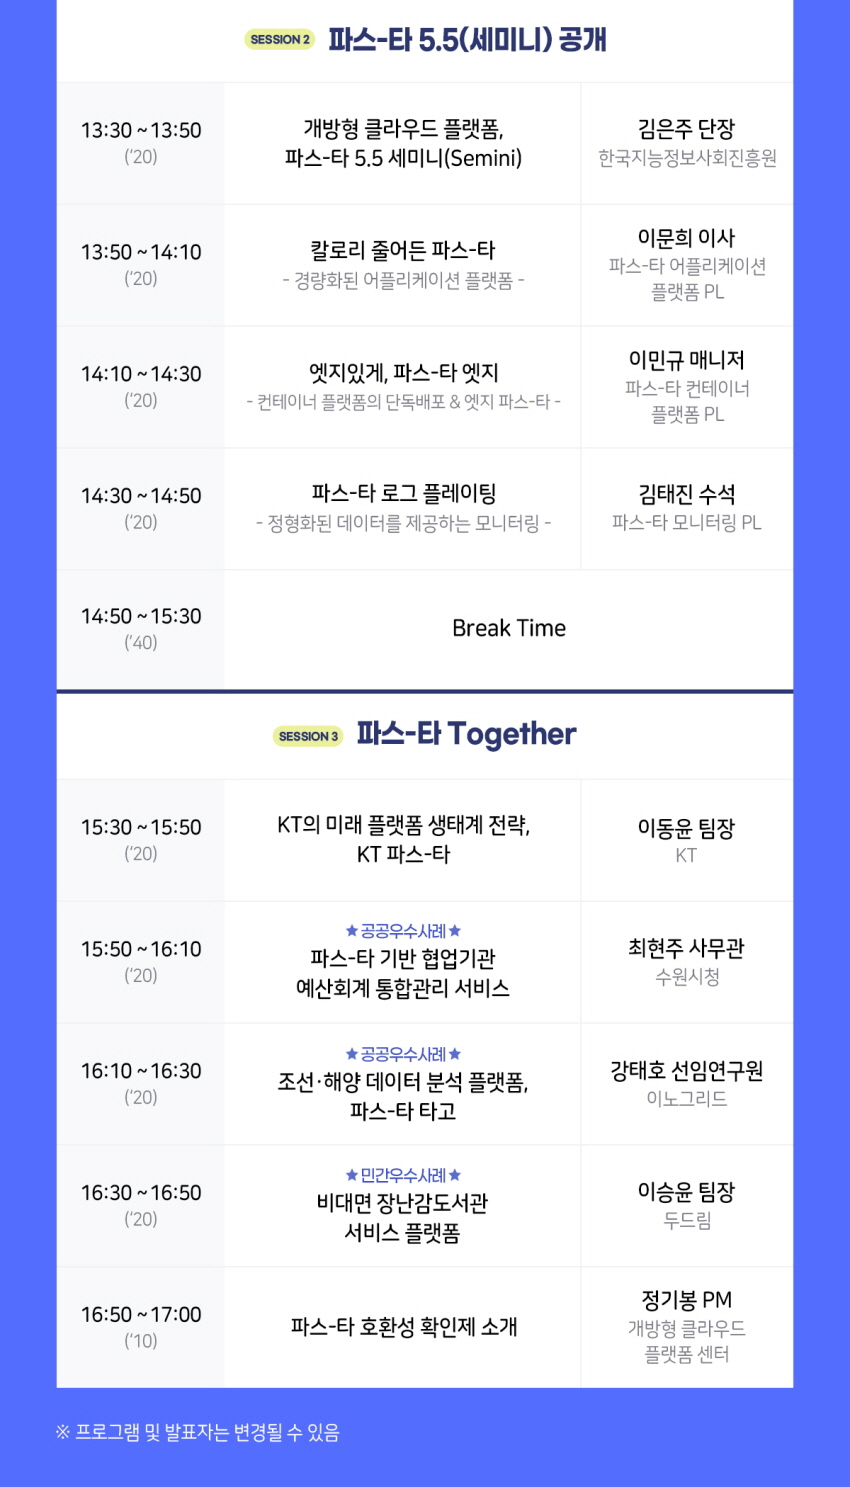 SESSION 2 파스-타 5.5(세미니) 공개
13:30 ~ 13:50
('20)
개방형 클라우드 플랫폼,
파스-타 5.5 세미니(Semini)
김은주 단장
한국지능정보사회진흥원
13:50 ~ 14:10
('20)
칼로리 줄어든 파스-타
- 경량화된 어플리케이션 플랫폼 -
이문희 이사
파스-타 어플리케이션
플랫폼 PL
14:10 ~ 14:30
('20)
엣지있게, 파스-타 엣지
- 컨테이너 플랫폼의 단독배포 & 엣지 파스-타 -
이민규 매니저
파스-타 컨테이너
플랫폼 PL
14:30 ~ 14:50
('20)
파스-타 로그 플레이팅
- 정형화된 데이터를 제공하는 모니터링 -
김태진 수석
파스-타 모니터링 PL
14:50 ~ 15:30
('40)
Break Time
SESSION 3 파스-타 Together
15:30 ~ 15:50
('20)
KT의 미래 플랫폼 생태계 전략,
KT 파스-타
이동윤 팀장
KT
15:50 ~ 16:10
('20)
★ 공공우수사례 ★
파스-타 기반 협업기관
예산회계 통합관리 서비스
최현주 사무관
수원시청
16:10 ~ 16:30
('20)
★ 공공우수사례 ★
조선·해양 데이터 분석 플랫폼,
파스-타 타고
강태호 선임연구원
이노그리드
16:30 ~ 16:50
('20)
★ 민간우수사례 ★
비대면 장난감도서관
서비스 플랫폼
이승윤 팀장
두드림
16:50 ~ 17:00
('10)
파스-타 호환성 확인제 소개
정기봉 PM
개방형 클라우드
플랫폼 센터
※ 프로그램 및 발표자는 변경될 수 있음